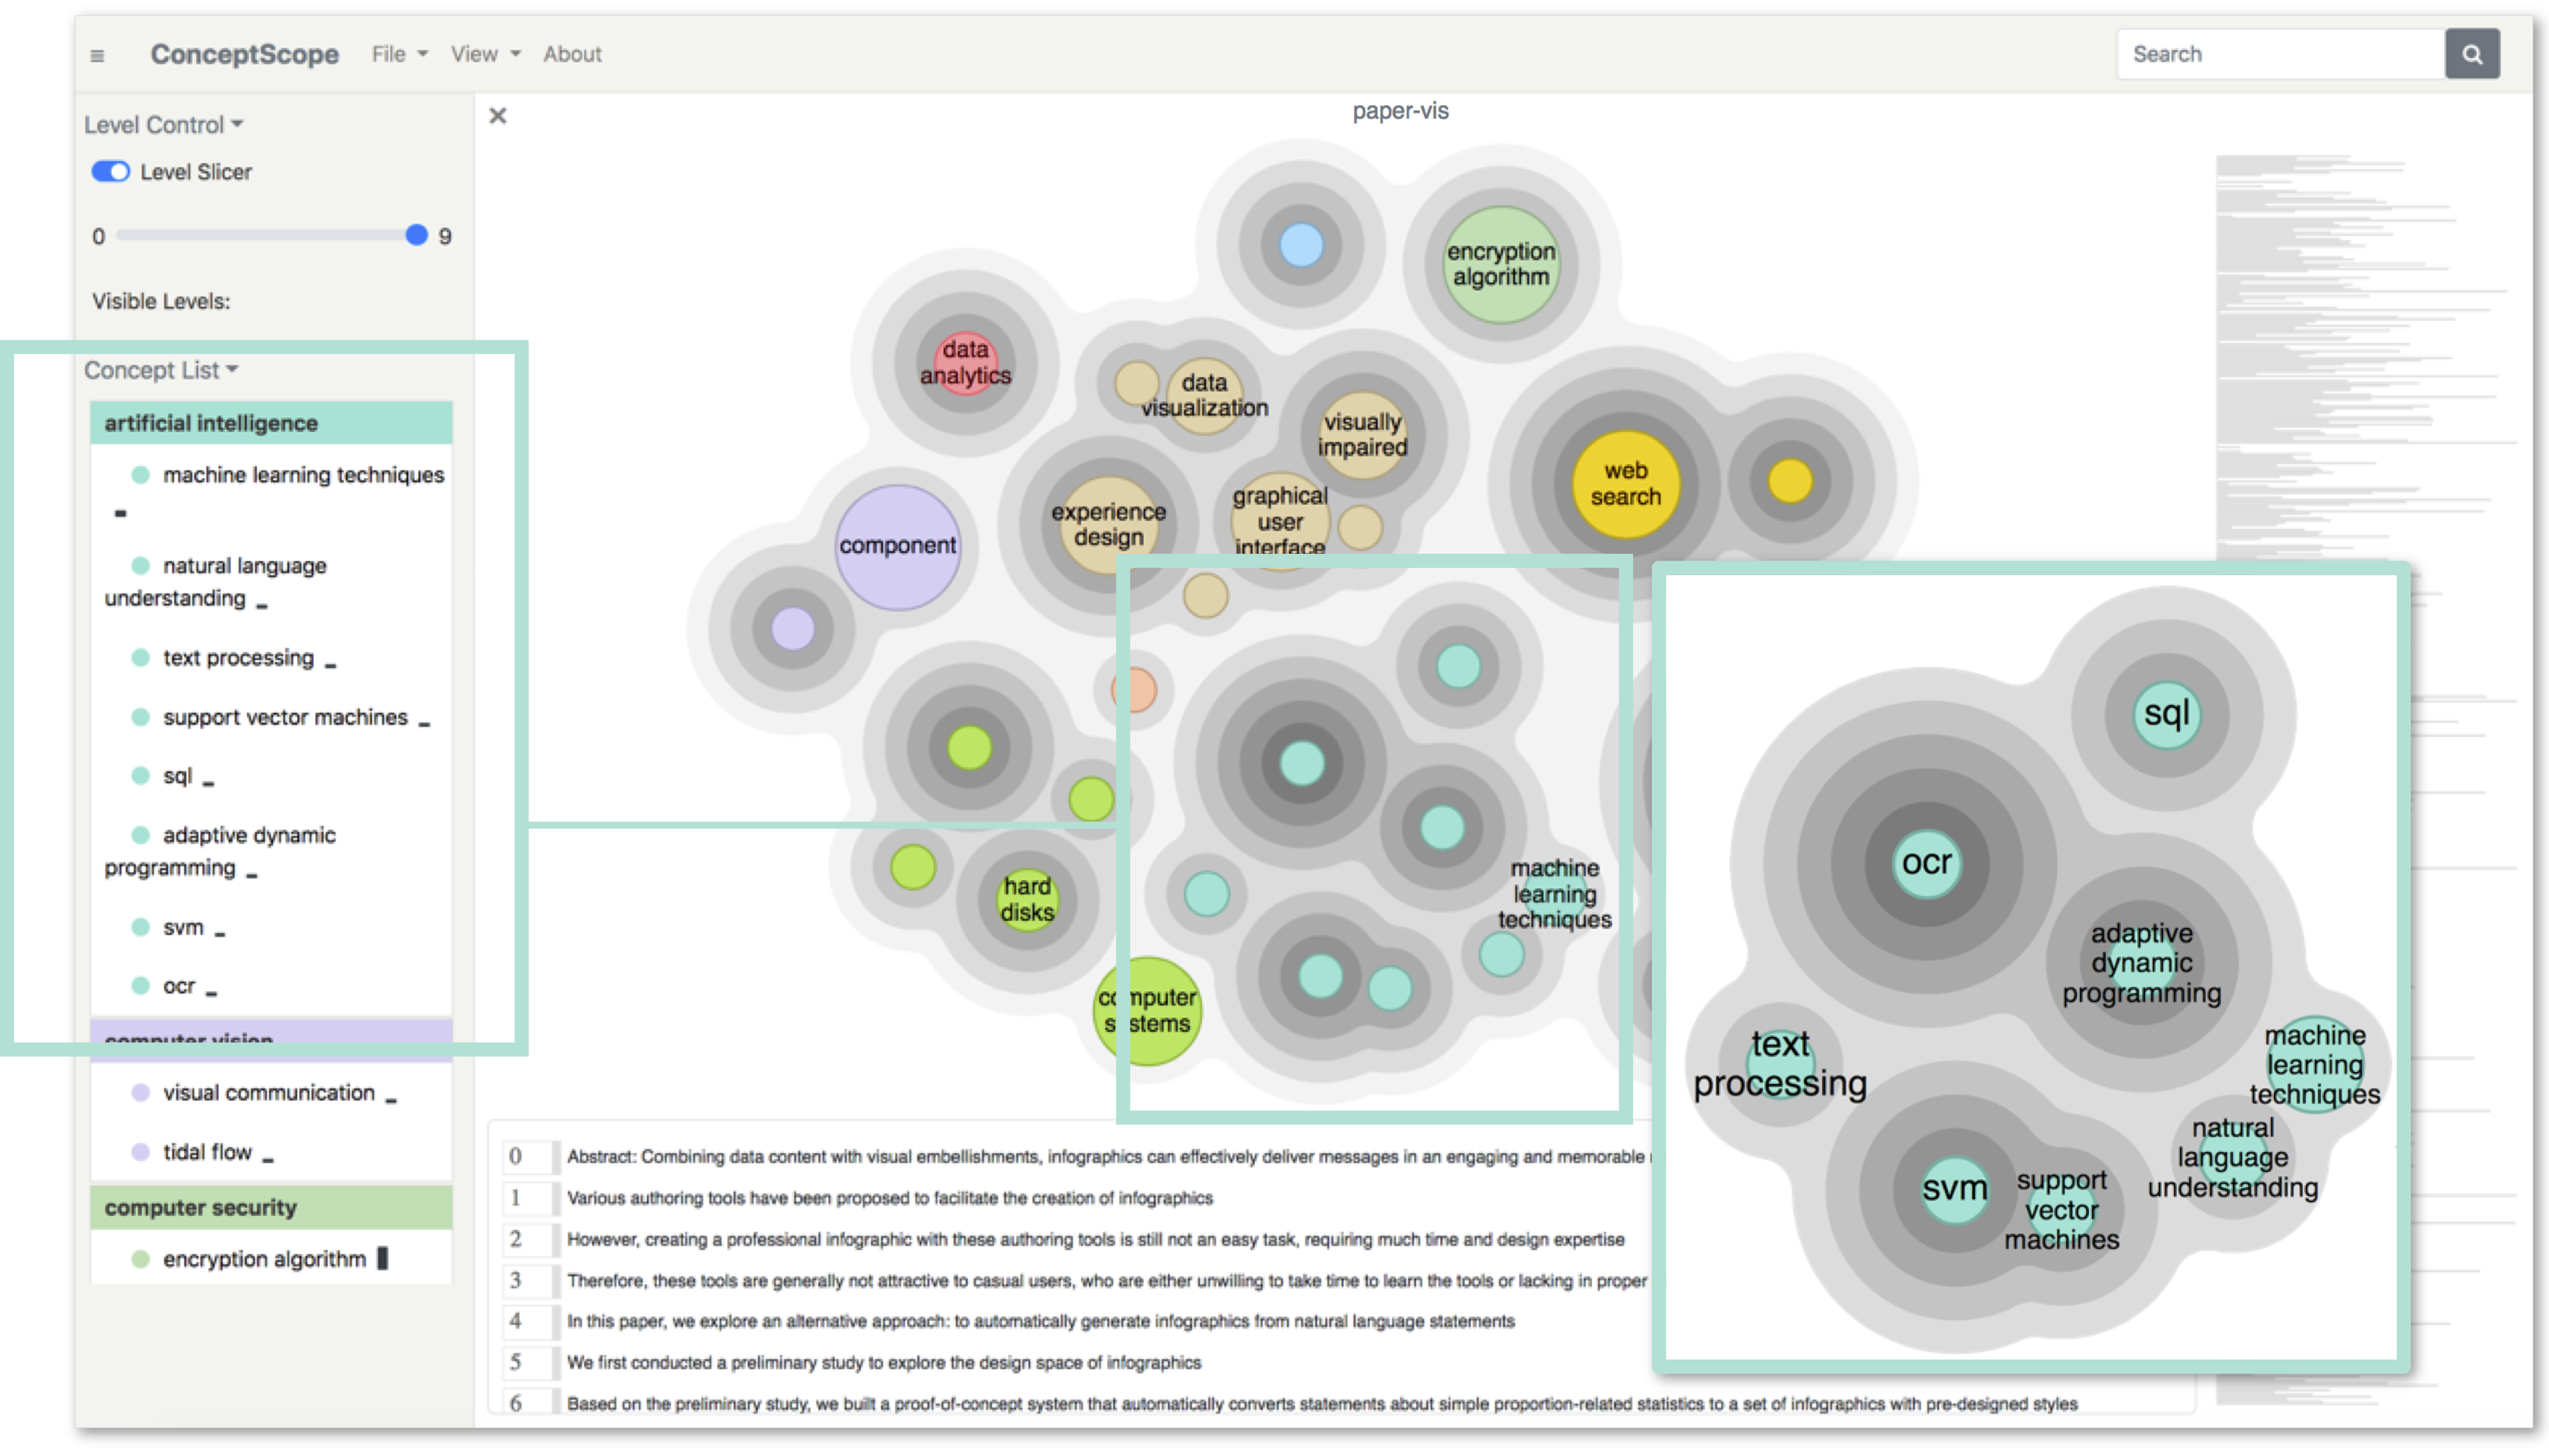 ≡ ConceptScope File View About
Search
Level Control
Level Slicer
0 9
Visible Levels:
Concept List
artificial intelligence
machine learning techniques
natural language
understanding
text processing
support vector machines
sql
adaptive dynamic
programming
svm
ocr
computer vision
visual communication
tidal flow
computer security
encryption algorithm
×
paper-vis
encryption
algorithm
data
analytics
data
visualization
visually
impaired
web
search
experience
design
graphical
user
interface
component
hard
disks
machine
learning
techniques
computer
systems
sql
ocr
adaptive
dynamic
programming
text
processing
machine
learning
techniques
natural
language
understanding
svm
support
vector
machines
0 Abstract: Combining data content with visual embellishments, infographics can effectively deliver messages in an engaging and memorable
1 Various authoring tools have been proposed to facilitate the creation of infographics
2 However, creating a professional infographic with these authoring tools is still not an easy task, requiring much time and design expertise
3 Therefore, these tools are generally not attractive to casual users, who are either unwilling to take time to learn the tools or lacking in proper
4 In this paper, we explore an alternative approach: to automatically generate infographics from natural language statements
5 We first conducted a preliminary study to explore the design space of infographics
6 Based on the preliminary study, we built a proof-of-concept system that automatically converts statements about simple proportion-related statistics to a set of infographics with pre-designed styles